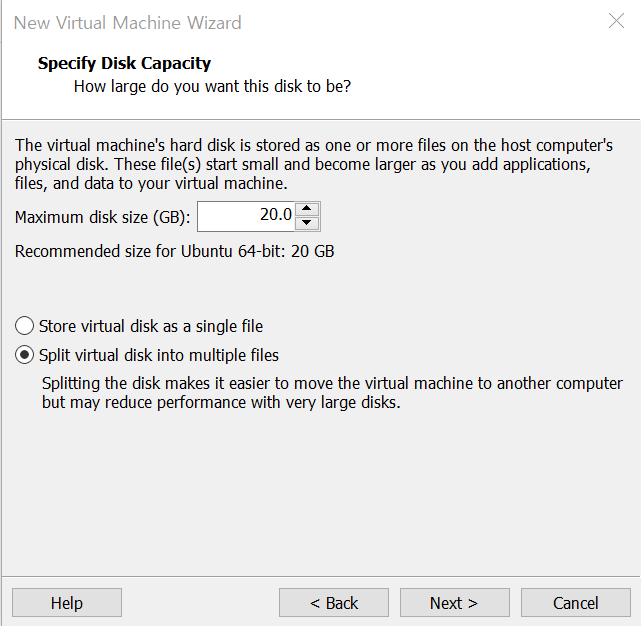 New Virtual Machine Wizard
Specify Disk Capacity
How large do you want this disk to be?
The virtual machine's hard disk is stored as one or more files on the host computer's
physical disk. These file(s) start small and become larger as you add applications,
files, and data to your virtual machine.
Maximum disk size (GB): 20.0
Recommended size for Ubuntu 64-bit: 20 GB
Store virtual disk as a single file
Split virtual disk into multiple files
Splitting the disk makes it easier to move the virtual machine to another computer
but may reduce performance with very large disks.
Help < Back Next > Cancel